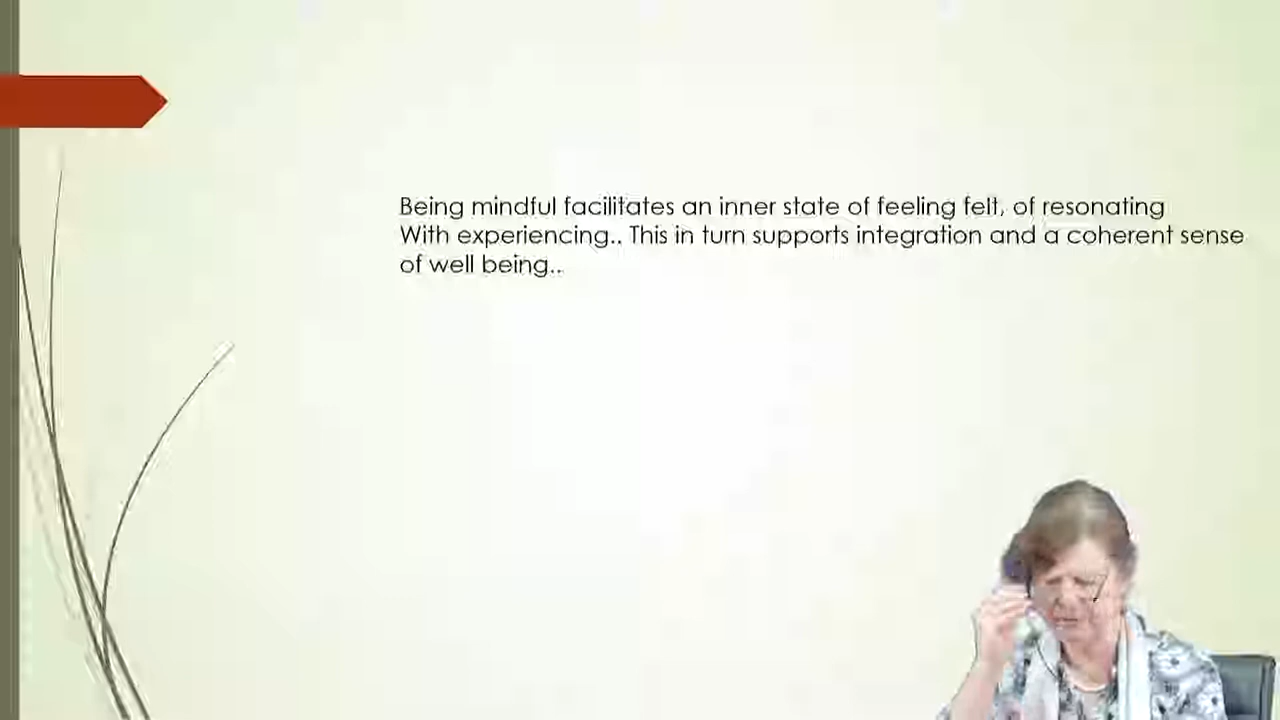 Being mindful facilitates an inner state of feeling felt, of resonating
With experiencing.. This in turn supports integration and a coherent sense
of well being..